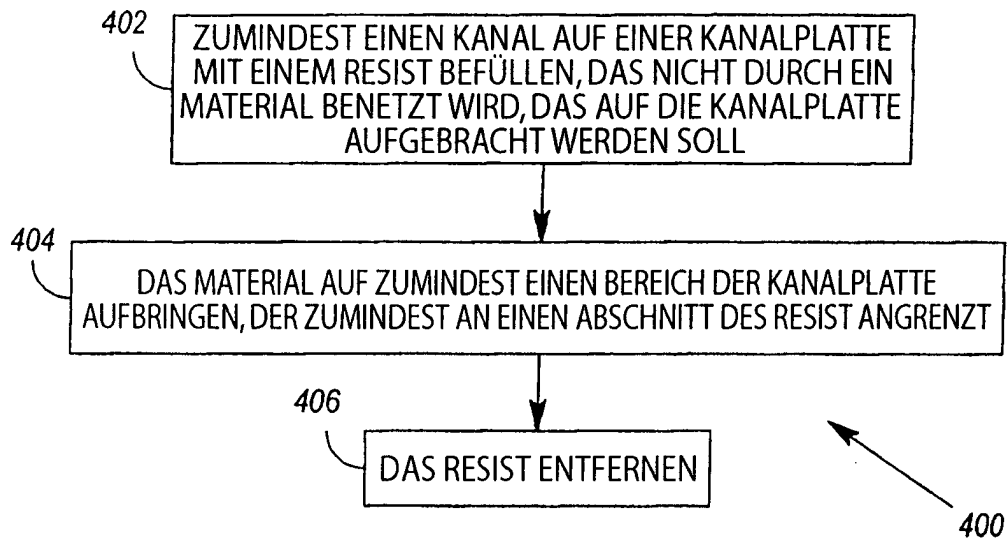 402
ZUMINDEST EINEN KANAL AUF EINER KANALPLATTE
MIT EINEM RESIST BEFÜLLEN, DAS NICHT DURCH EIN
MATERIAL BENETZT WIRD, DAS AUF DIE KANALPLATTE
AUFGEBRACHT WERDEN SOLL
404
DAS MATERIAL AUF ZUMINDEST EINEN BEREICH DER KANALPLATTE
AUFBRINGEN, DER ZUMINDEST AN EINEN ABSCHNITT DES RESIST ANGRENZT
406
DAS RESIST ENTFERNEN
400